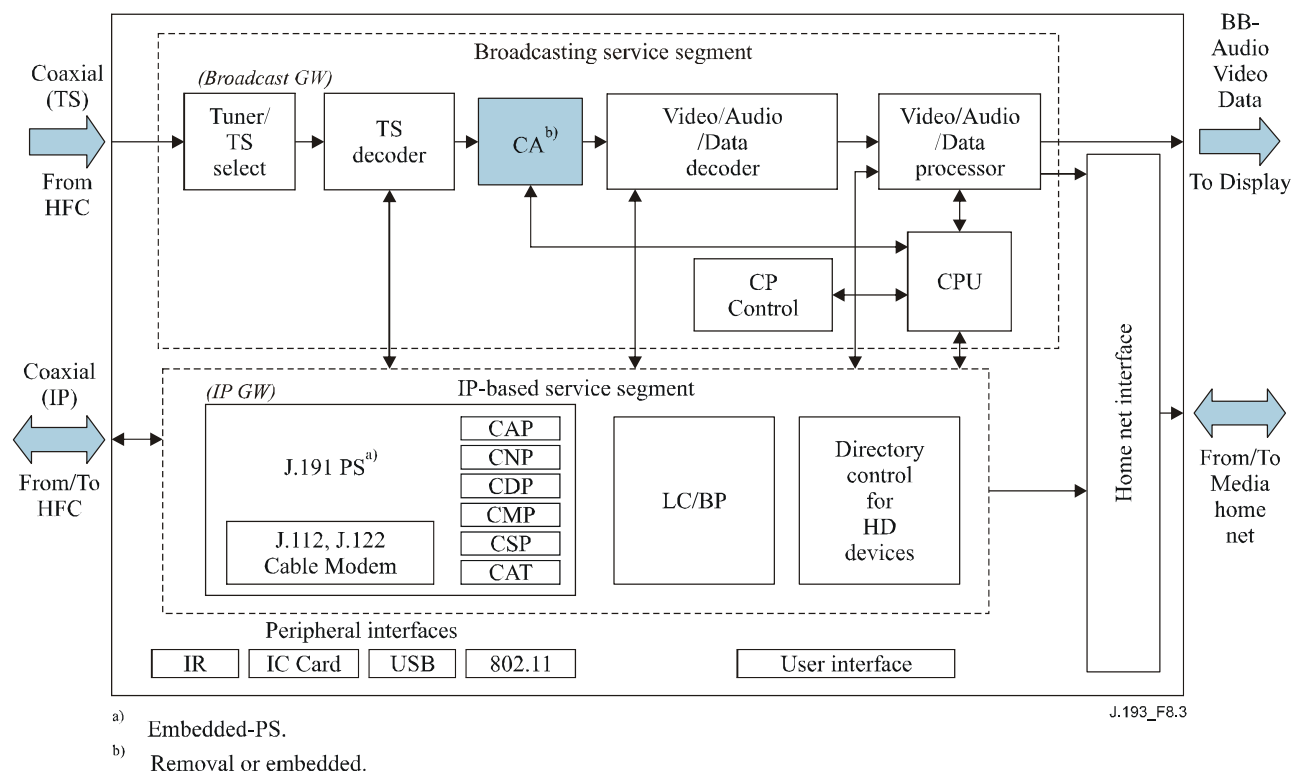 Broadcasting service segment
(Broadcast GW)
Coaxial
(TS)
From
HFC
Tuner/
TS
select
TS
decoder
CA b)
Video/Audio
/Data
decoder
Video/Audio
/Data
processor
BB-
Audio
Video
Data
To Display
CP
Control
CPU
Home net interface
Coaxial
(IP)
From/To
HFC
(IP GW)
IP-based service segment
J.191 PS a)
J.112, J.122
Cable Modem
CAP
CNP
CDP
CMP
CSP
CAT
LC/BP
Directory
control
for
HD
devices
From/To
Media
home
net
Peripheral interfaces
IR
IC Card
USB
802.11
User interface
J.193_F8.3
a) Embedded-PS.
b) Removal or embedded.